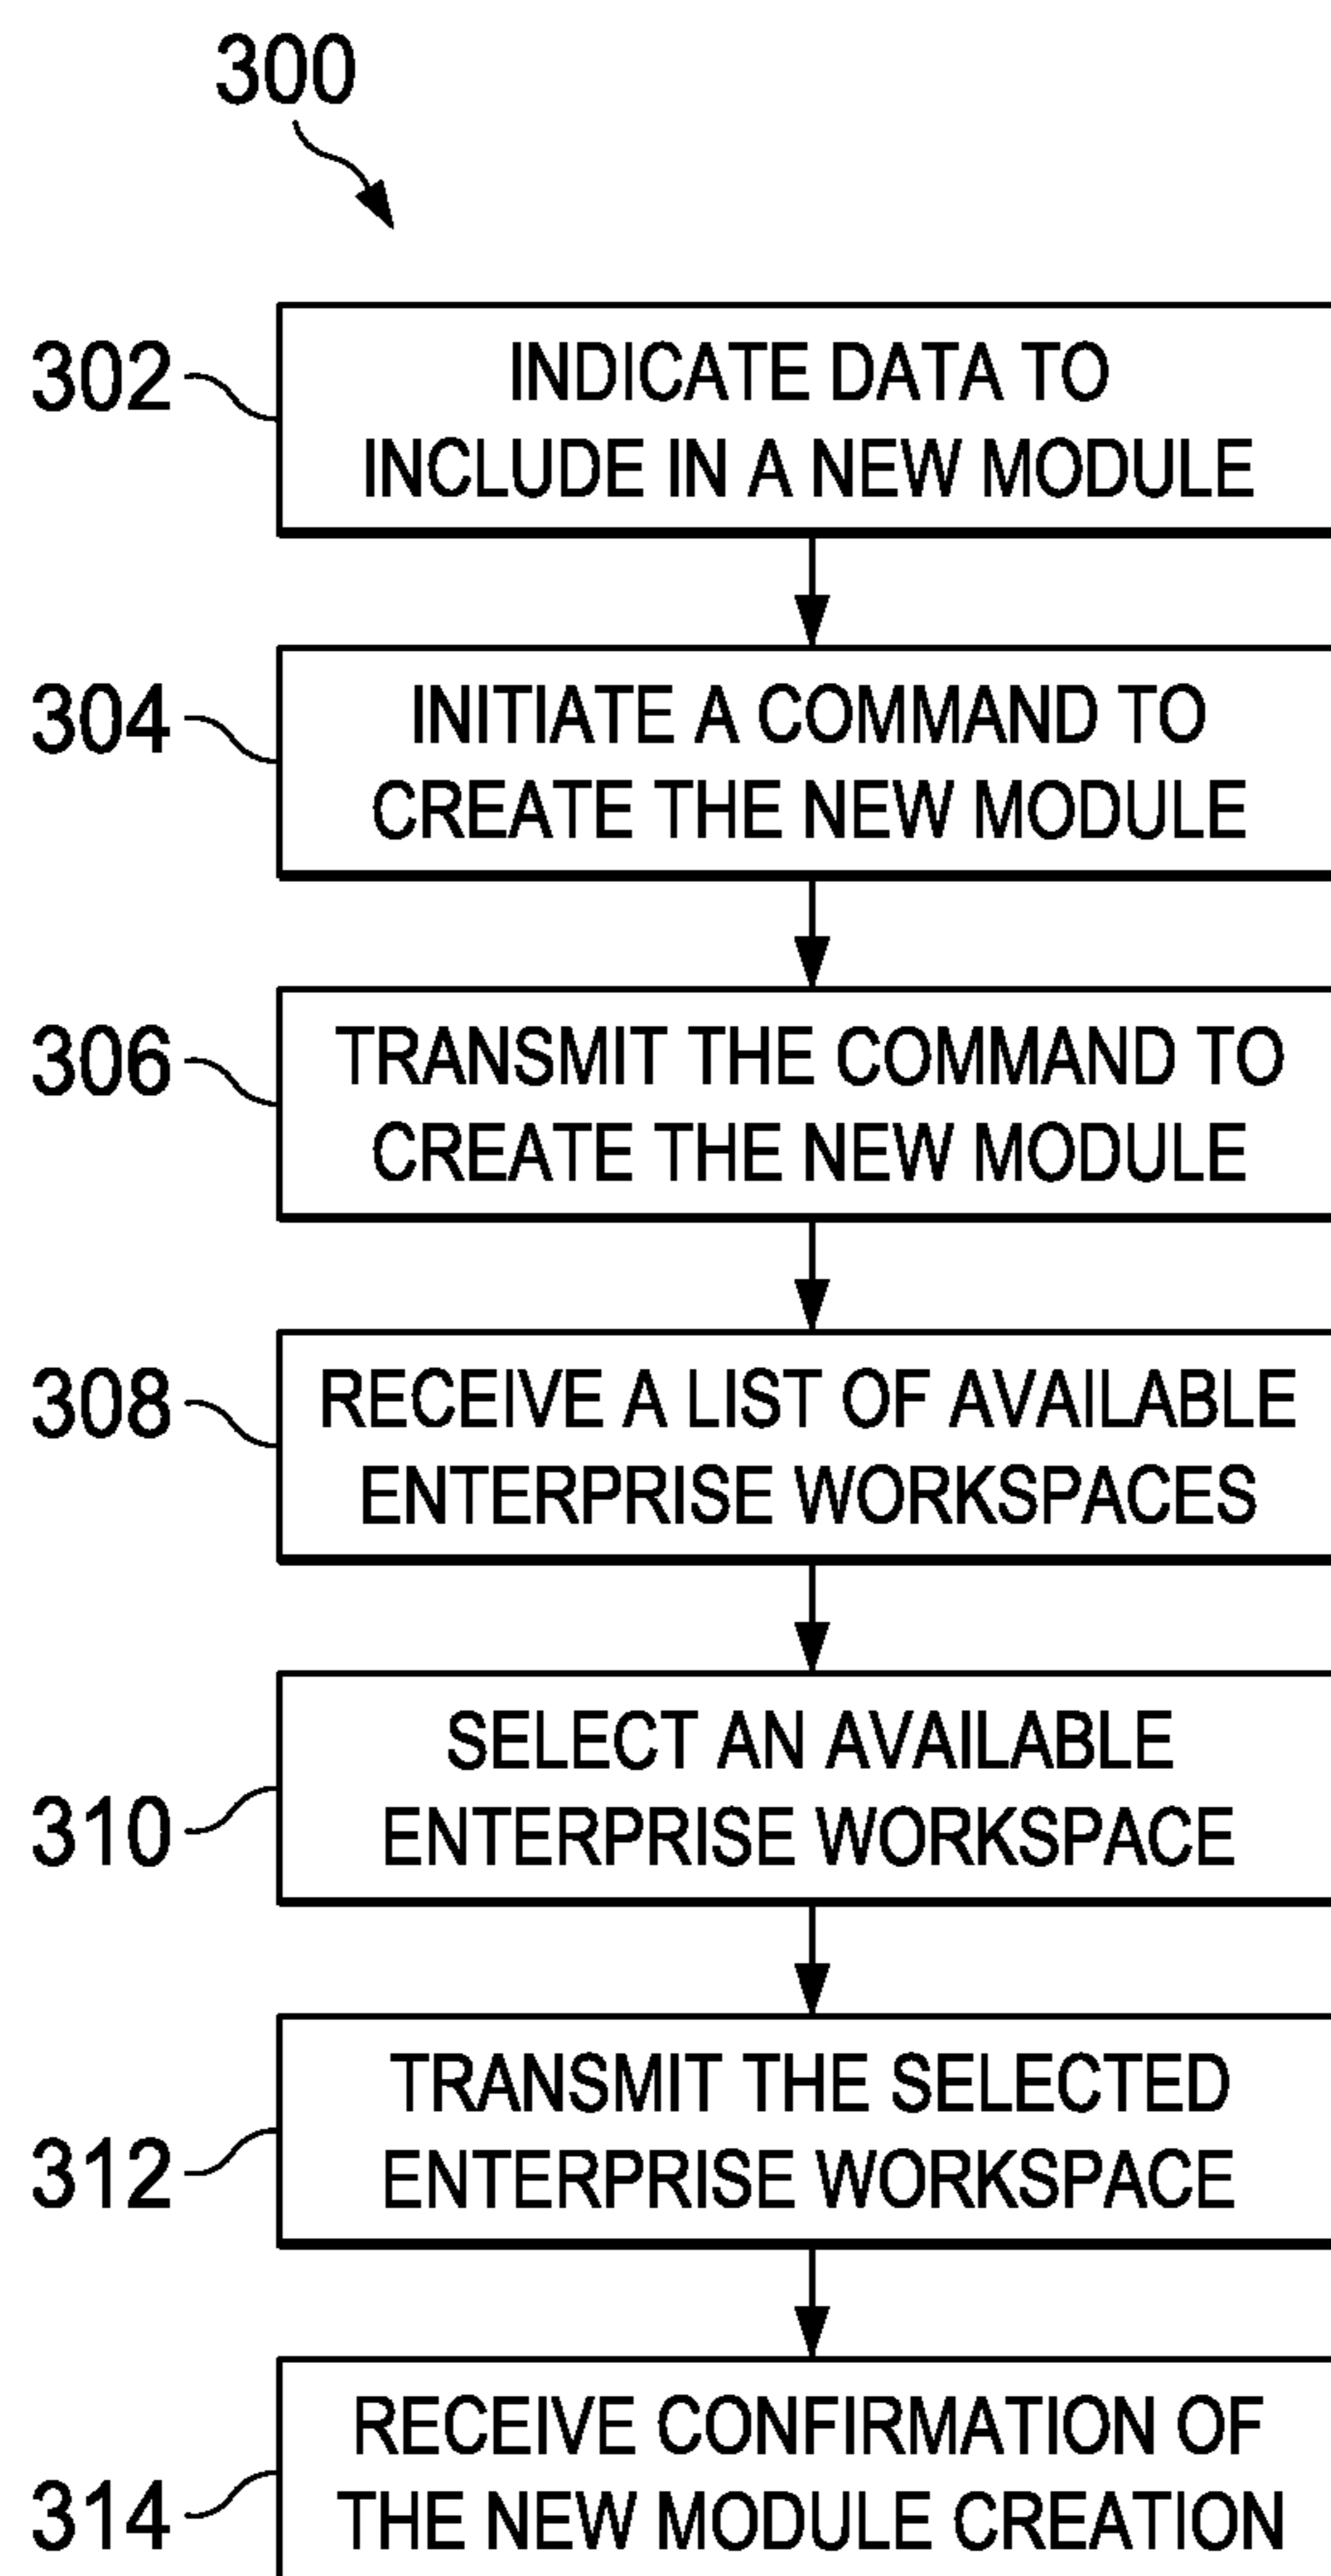 300
302
INDICATE DATA TO
INCLUDE IN A NEW MODULE
304
INITIATE A COMMAND TO
CREATE THE NEW MODULE
306
TRANSMIT THE COMMAND TO
CREATE THE NEW MODULE
308
RECEIVE A LIST OF AVAILABLE
ENTERPRISE WORKSPACES
310
SELECT AN AVAILABLE
ENTERPRISE WORKSPACE
312
TRANSMIT THE SELECTED
ENTERPRISE WORKSPACE
314
RECEIVE CONFIRMATION OF
THE NEW MODULE CREATION